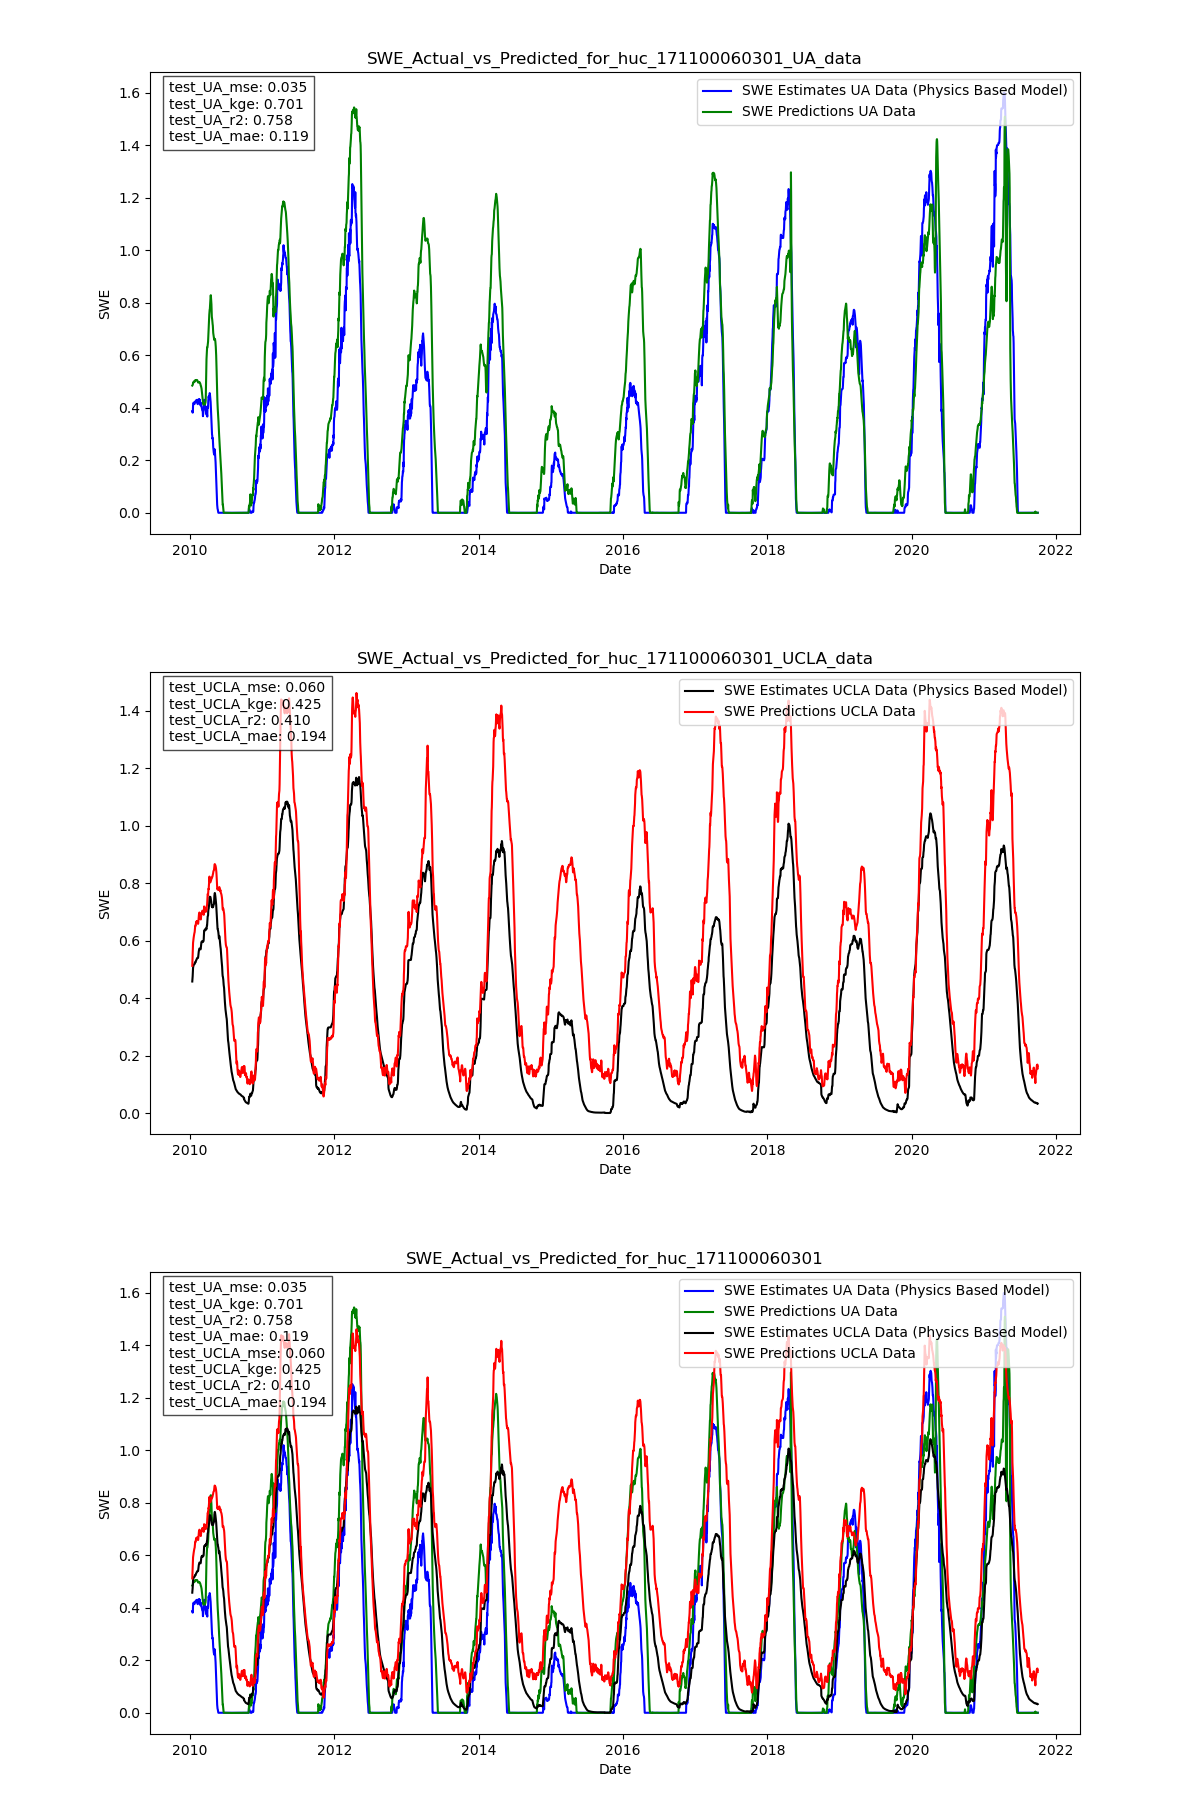 SWE_Actual_vs_Predicted_for_huc_171100060301_UA_data
test_UA_mse: 0.035
test_UA_kge: 0.701
test_UA_r2: 0.758
test_UA_mae: 0.119
SWE Estimates UA Data (Physics Based Model)
SWE Predictions UA Data
1.6
1.4
1.2
1.0
0.8
0.6
0.4
0.2
0.0
SWE
2010 2012 2014 2016 2018 2020 2022
Date
SWE_Actual_vs_Predicted_for_huc_171100060301_UCLA_data
test_UCLA_mse: 0.060
test_UCLA_kge: 0.425
test_UCLA_r2: 0.410
test_UCLA_mae: 0.194
SWE Estimates UCLA Data (Physics Based Model)
SWE Predictions UCLA Data
1.4
1.2
1.0
0.8
0.6
0.4
0.2
0.0
SWE
2010 2012 2014 2016 2018 2020 2022
Date
SWE_Actual_vs_Predicted_for_huc_171100060301
test_UA_mse: 0.035
test_UA_kge: 0.701
test_UA_r2: 0.758
test_UA_mae: 0.119
test_UCLA_mse: 0.060
test_UCLA_kge: 0.425
test_UCLA_r2: 0.410
test_UCLA_mae: 0.194
SWE Estimates UA Data (Physics Based Model)
SWE Predictions UA Data
SWE Estimates UCLA Data (Physics Based Model)
SWE Predictions UCLA Data
1.6
1.4
1.2
1.0
0.8
0.6
0.4
0.2
0.0
SWE
2010 2012 2014 2016 2018 2020 2022
Date